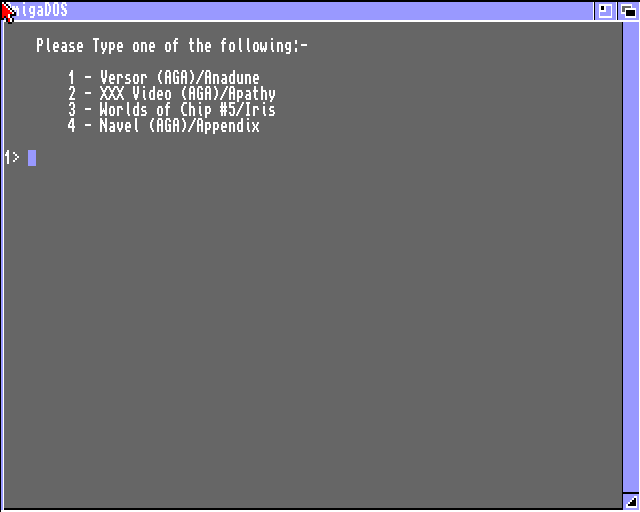 migaDOS
Please Type one of the following:-
1 - Versor (AGA)/Anadune
2 - XXX Video (AGA)/Apathy
3 - Worlds of Chip #5/Iris
4 - Navel (AGA)/Appendix
1>